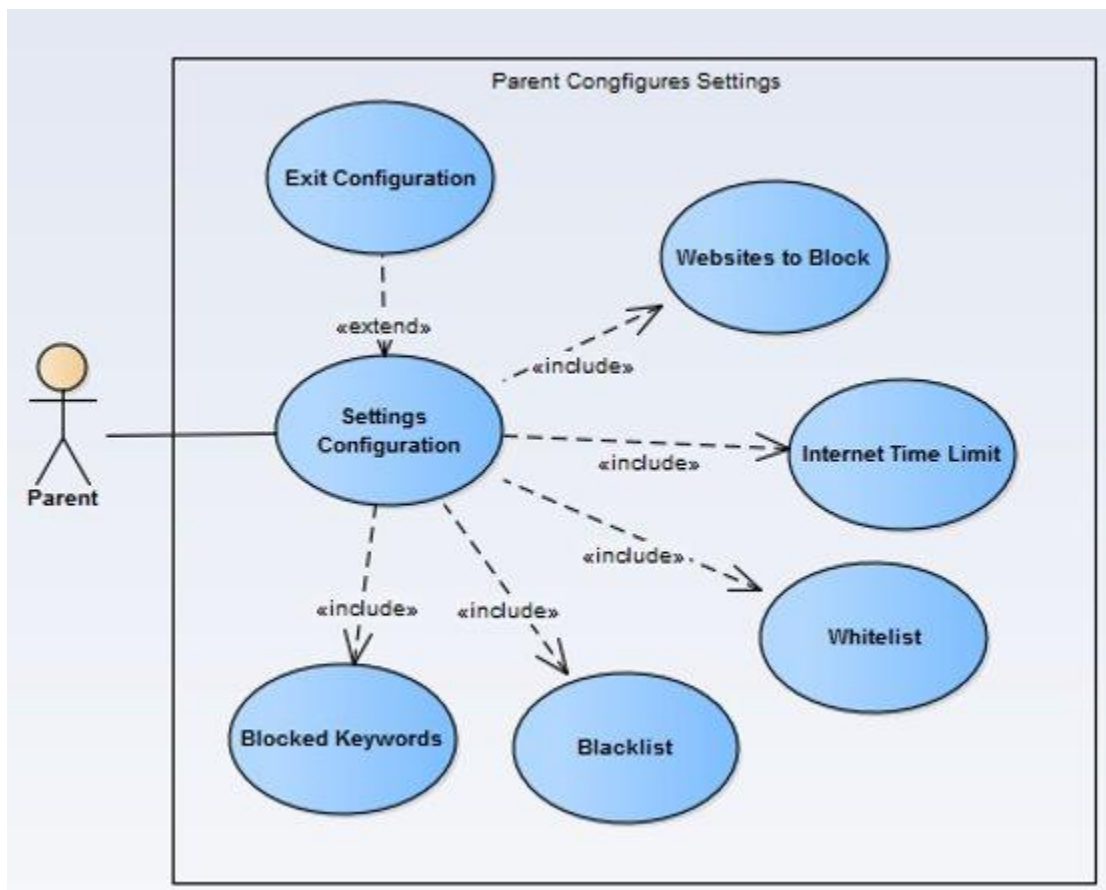 Parent Congfigures Settings
Exit Configuration
Websites to Block
«extend»
«include»
Settings
Configuration
Internet Time Limit
«include»
Parent
«include»
«include»
«include»
Whitelist
Blocked Keywords
Blacklist